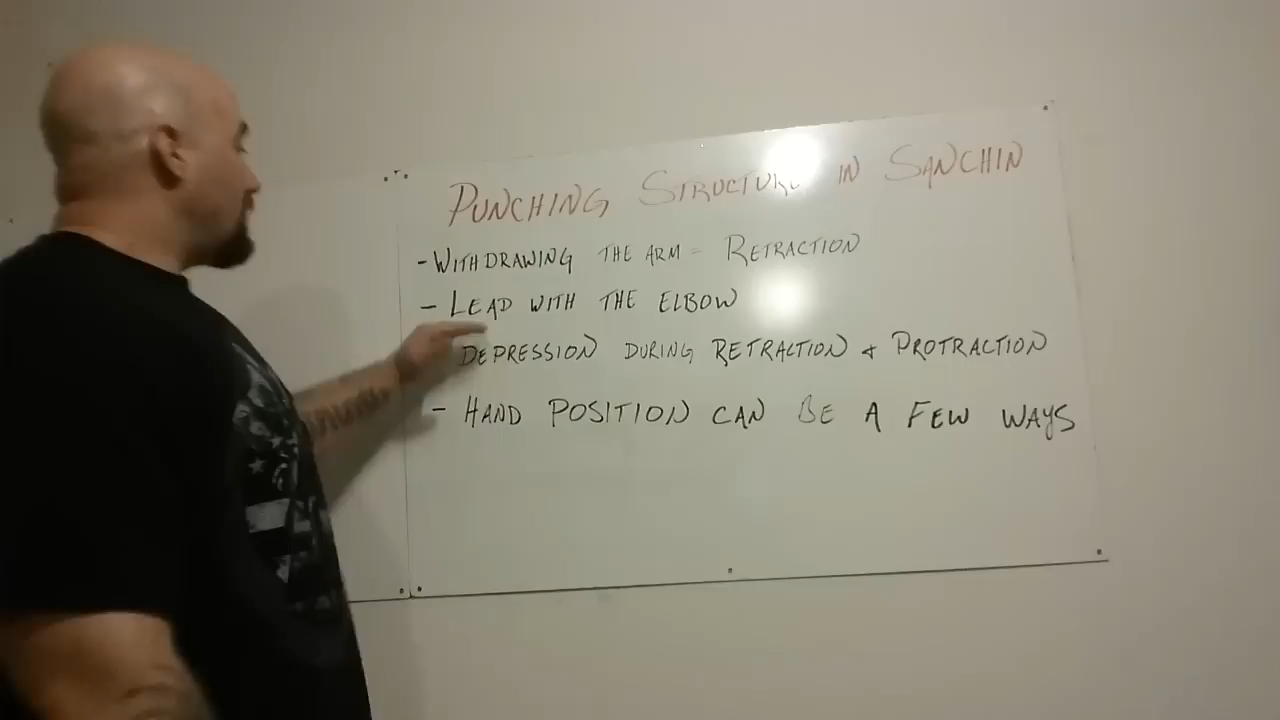 PUNCHING STRUCTURE IN SANCHIN
- WITHDRAWING THE ARM = RETRACTION
- LEAD WITH THE ELBOW
DEPRESSION DURING RETRACTION & PROTRACTION
- HAND POSITION CAN BE A FEW WAYS